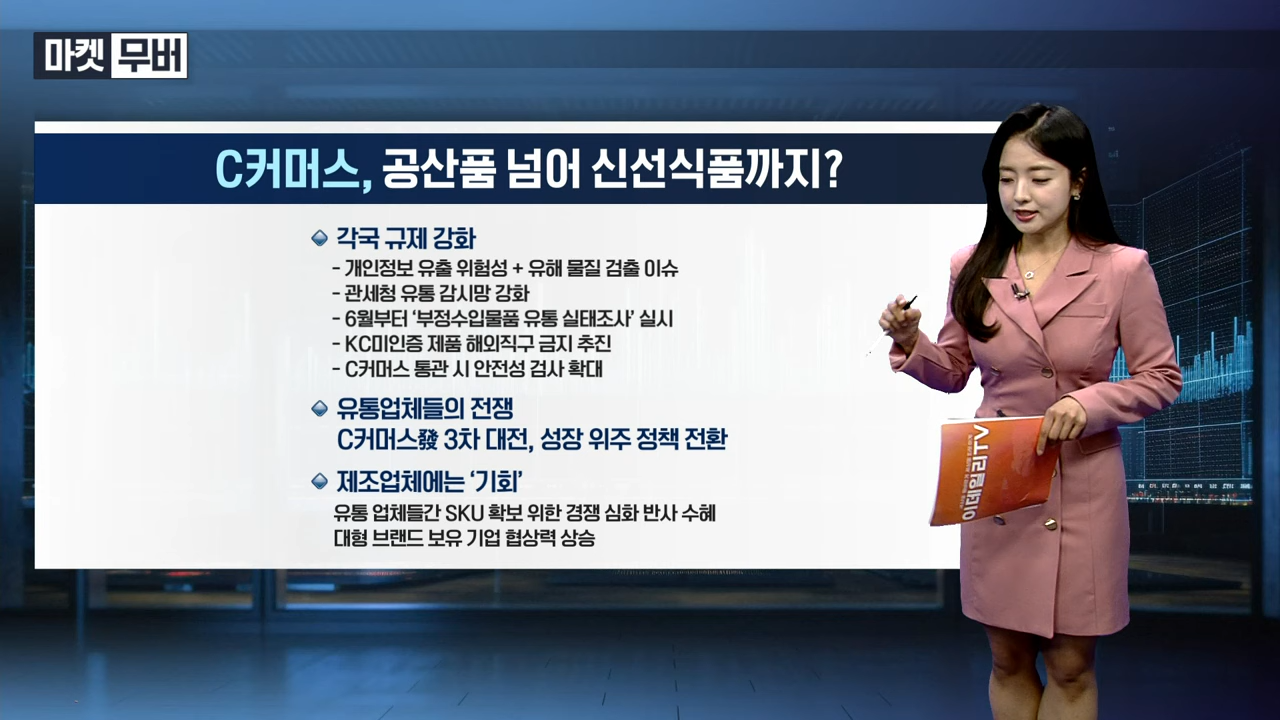 마켓무버
C커머스, 공산품 넘어 신선식품까지?
각국 규제 강화
- 개인정보 유출 위험성 + 유해 물질 검출 이슈
- 관세청 유통 감시망 강화
- 6월부터 ‘부정수입물품 유통 실태조사’ 실시
- KC미인증 제품 해외직구 금지 추진
- C커머스 통관 시 안전성 검사 확대
유통업체들의 전쟁
C커머스發 3차 대전, 성장 위주 정책 전환
제조업체에는 ‘기회’
유통 업체들간 SKU 확보 위한 경쟁 심화 반사 수혜
대형 브랜드 보유 기업 협상력 상승
이데일리TV